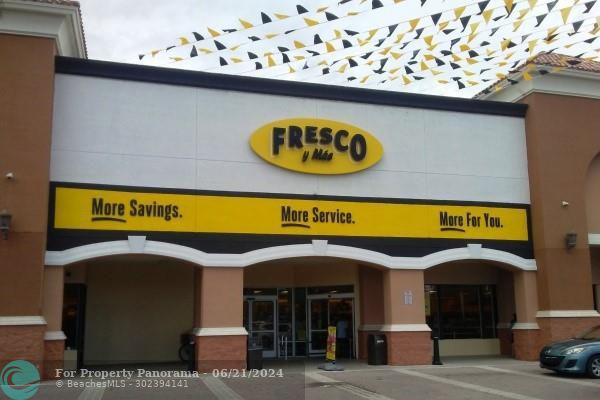 FRESCO
y Más
More Savings.
More Service.
More For You.
For Property Panorama - 06/21/2024
© BeachesMLS - 302394141